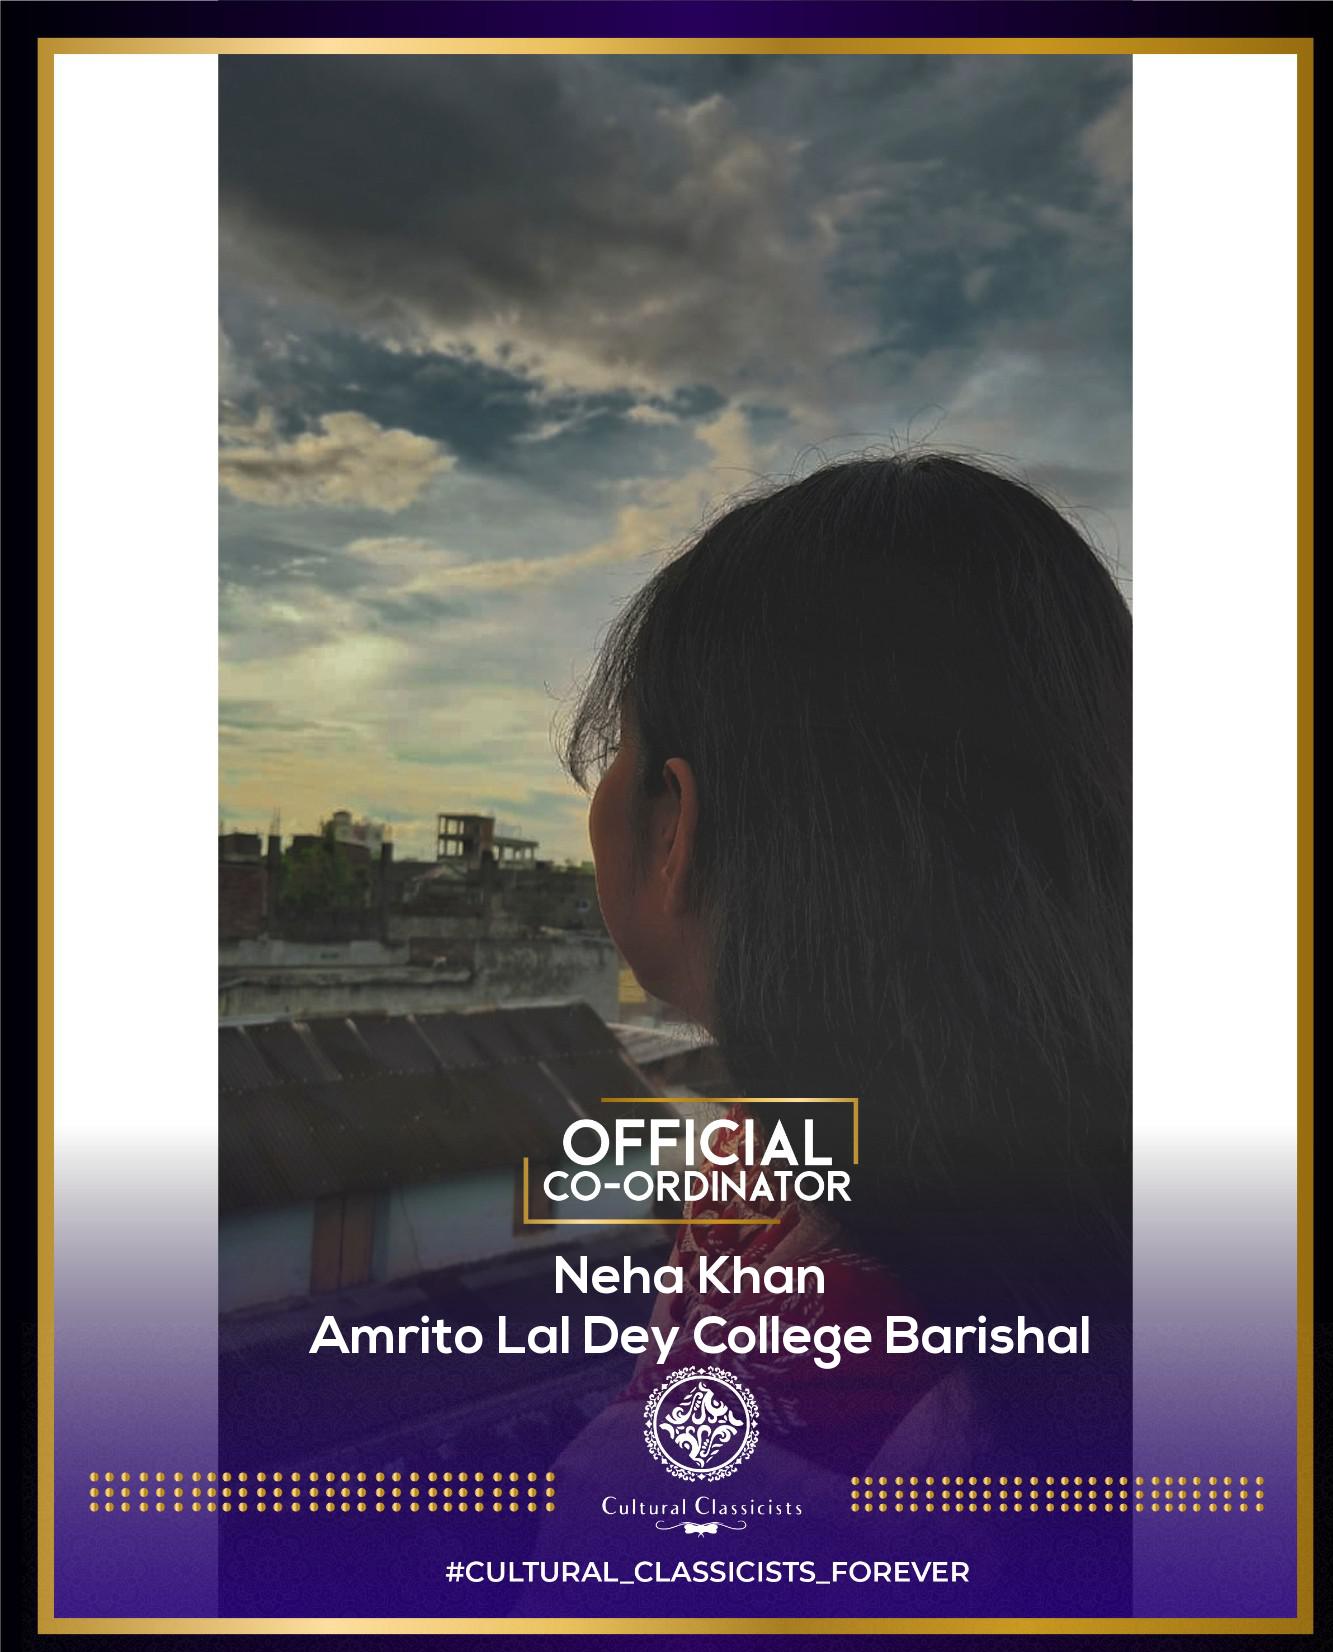 OFFICIAL
CO-ORDINATOR
Neha Khan
Amrito Lal Dey College Barishal
Cultural Classicists
#CULTURAL_CLASSICISTS_FOREVER